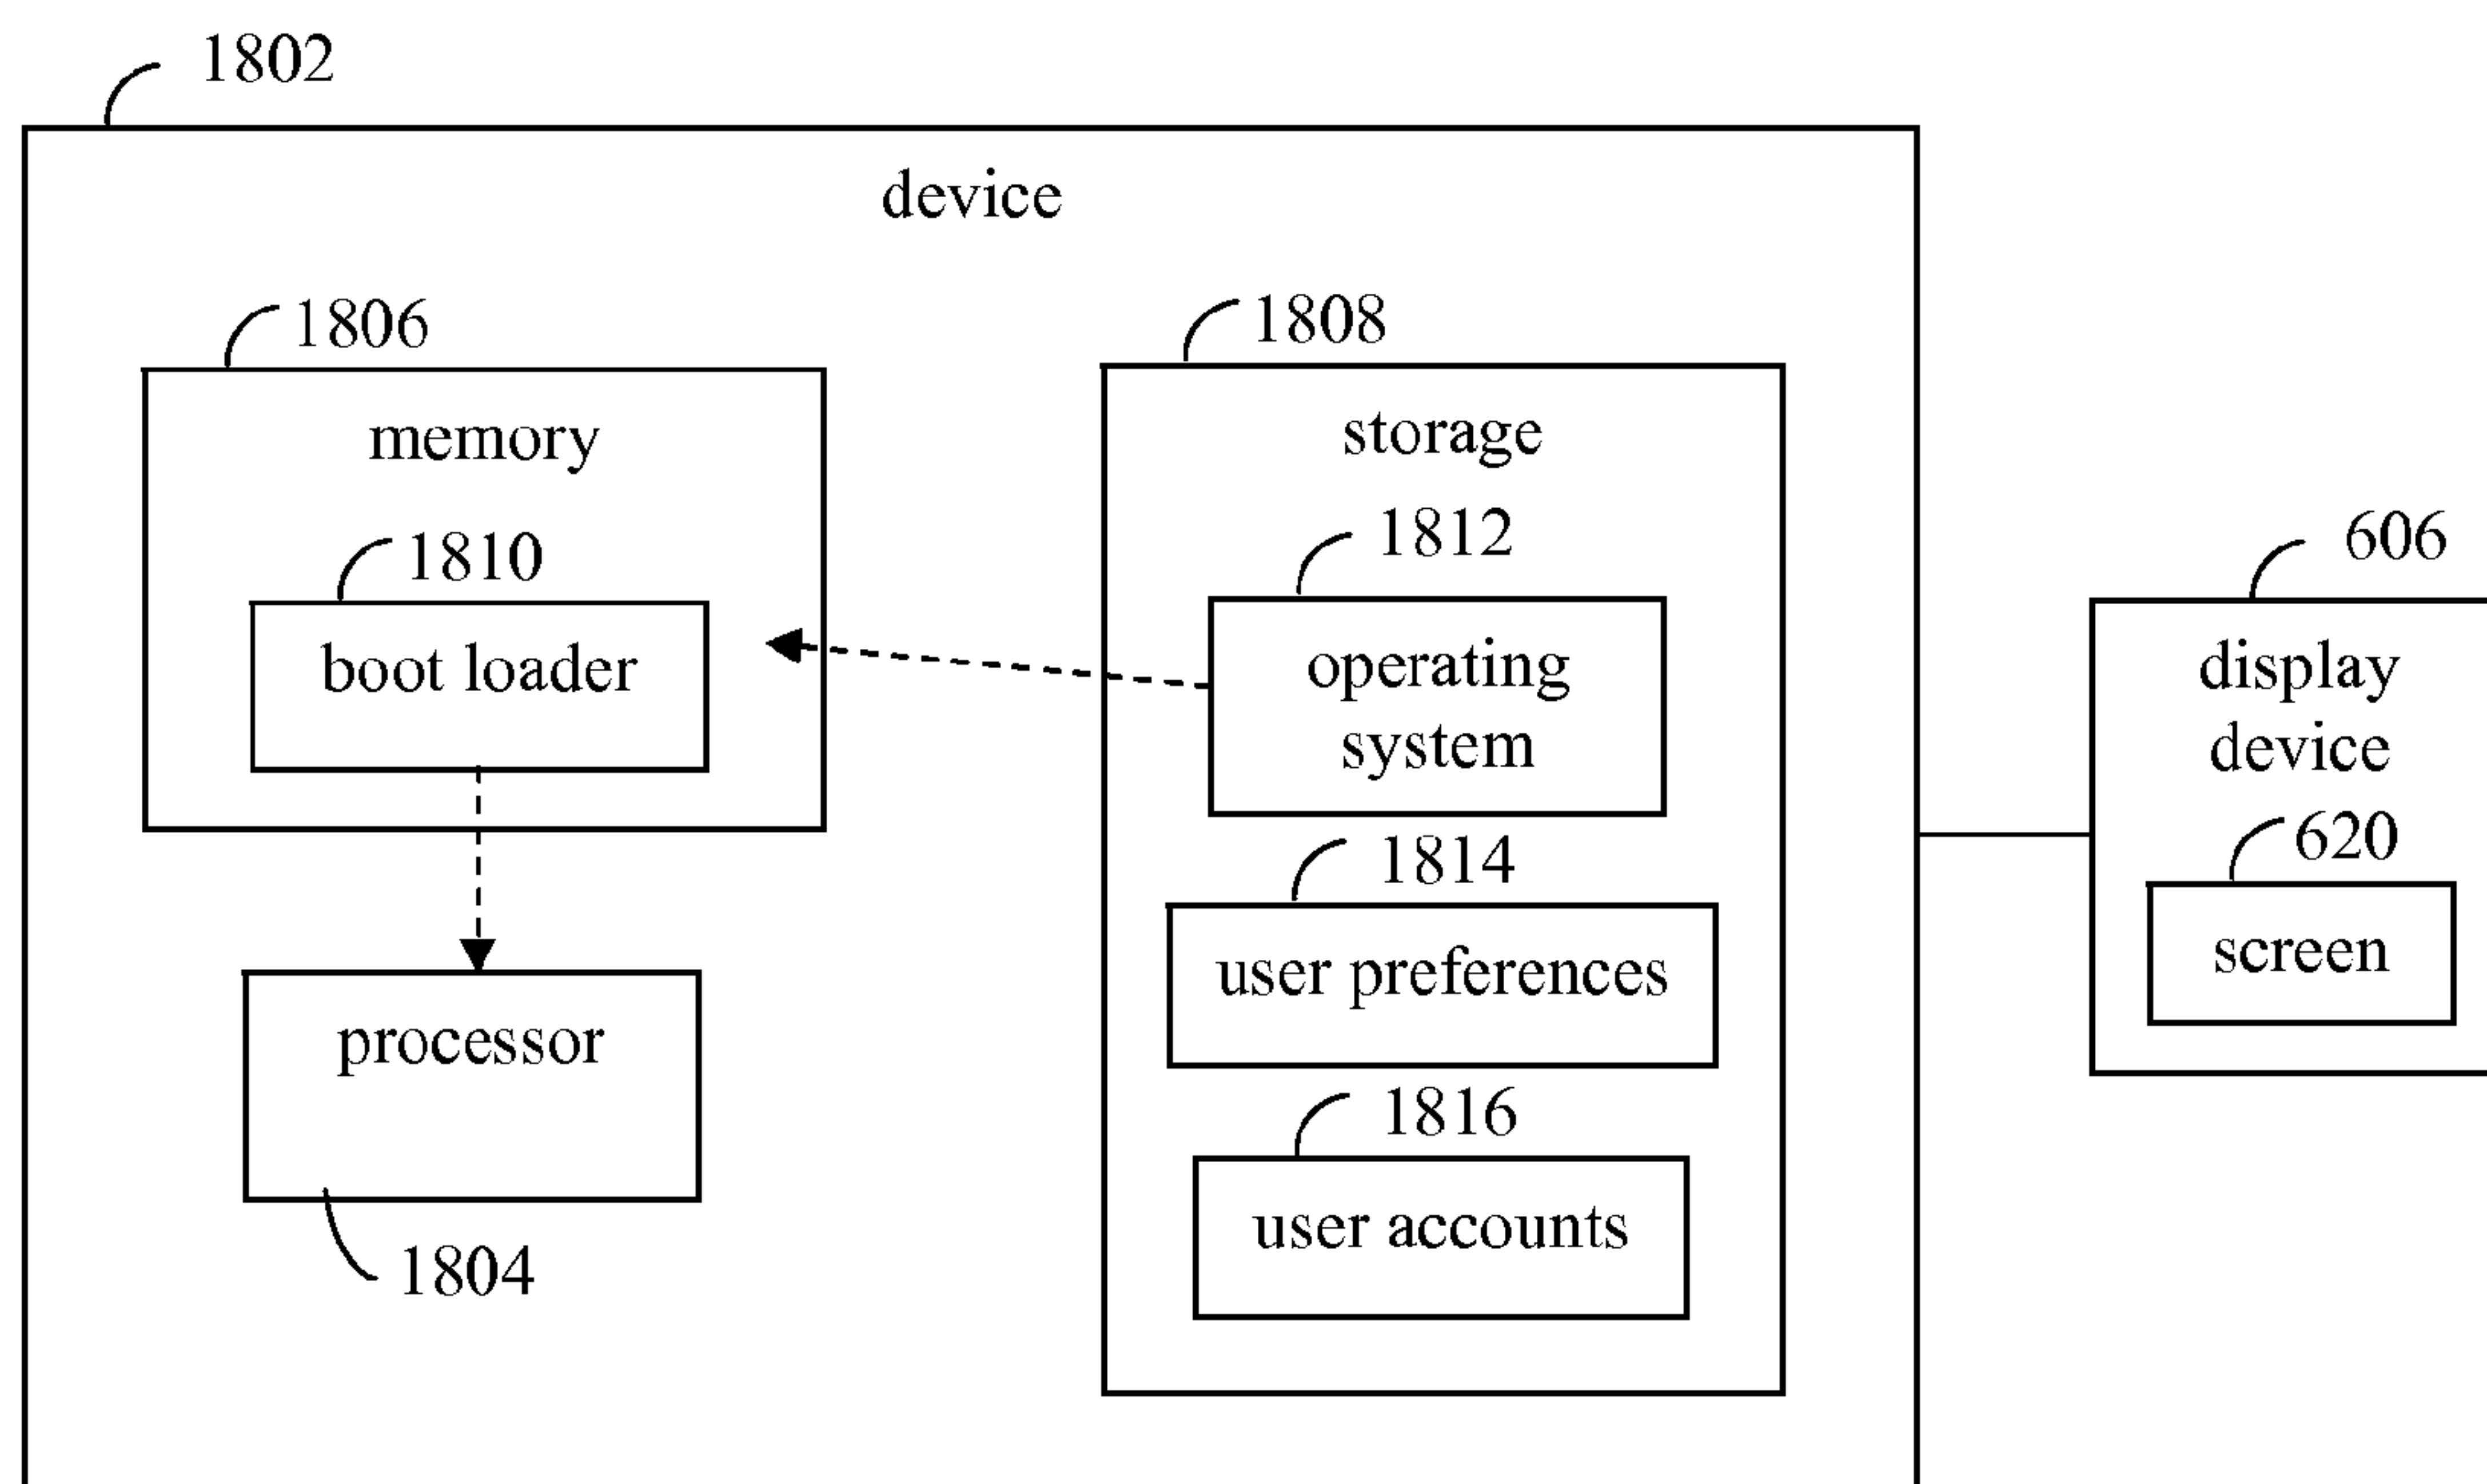 1802
device
1806
memory
1810
boot loader
processor
1804
1808
storage
1812
operating
system
1814
user preferences
1816
user accounts
606
display
device
620
screen